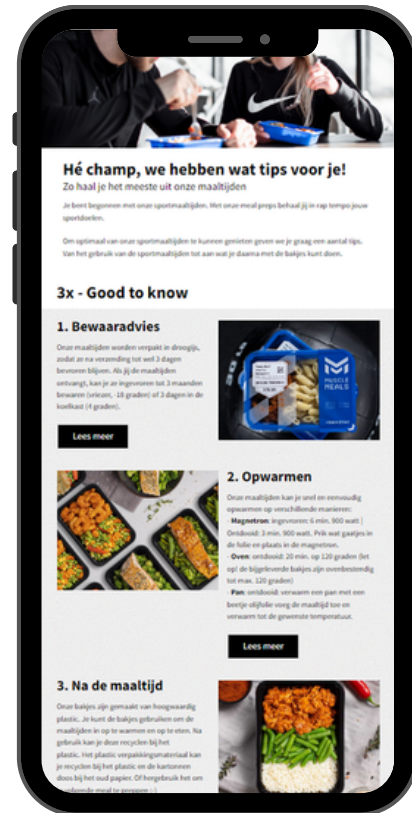 Hé champ, we hebben wat tips voor je!
Zo haal je het meeste uit onze maaltijden
Je bent begonnen met onze sportmaaltijden. Met onze meal preps behaal jij in rap tempo jouw
sportdoelen.
Om optimaal van onze sportmaaltijden te kunnen genieten geven we je graag een aantal tips.
Van het gebruik van de sportmaaltijden tot aan wat je daarna met de bakjes kunt doen.
3x - Good to know
1. Bewaaradvies
Onze maaltijden worden verpakt in droogijs,
zodat ze na verzending tot wel 3 dagen
bevroren blijven. Als jij de maaltijden
ontvangt, kan je ze ingevroren tot 3 maanden
bewaren (vriezer, -18 graden) of 3 dagen in de
koelkast (4 graden).
Lees meer
MUSCLE
MEALS
2. Opwarmen
Onze maaltijden kan je snel en eenvoudig
opwarmen op verschillende manieren:
- Magnetron: ingevroren: 6 min. 900 watt |
Ontdooid: 3 min. 900 watt. Prik wat gaatjes in
de folie en plaats in de magnetron.
- Oven: ontdooid: 20 min. op 120 graden (let
op! de bijgeleverde bakjes zijn ovenbestendig
tot max. 120 graden)
- Pan: ontdooid: verwarm een pan met een
beetje olijfolie voeg de maaltijd toe en
verwarm tot de gewenste temperatuur.
Lees meer
3. Na de maaltijd
Onze bakjes zijn gemaakt van hoogwaardig
plastic. Je kunt de bakjes gebruiken om de
maaltijden in op te warmen en op te eten. Na
gebruik kan je deze recyclen bij het
plastic. Het plastic verpakkingsmateriaal kan
je recyclen bij het plastic en de kartonnen
doos bij het oud papier. Of hergebruik het om